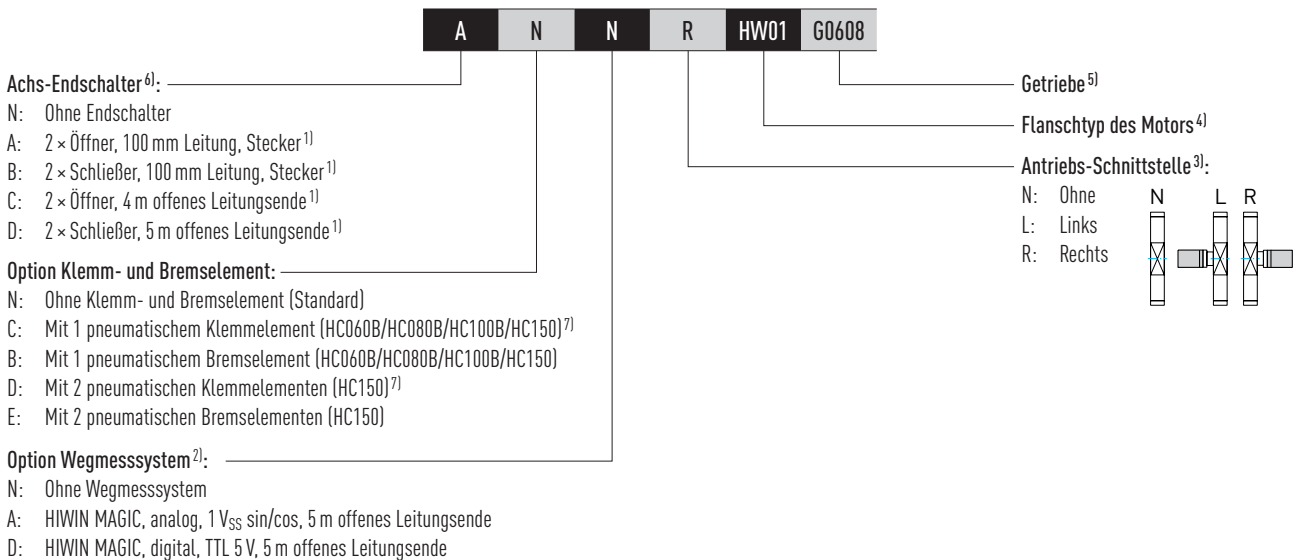 A N N R HW01 G0608
Achs-Endschalter 6):
N: Ohne Endschalter
A: 2 × Öffner, 100 mm Leitung, Stecker 1)
B: 2 × Schließer, 100 mm Leitung, Stecker 1)
C: 2 × Öffner, 4 m offenes Leitungsende 1)
D: 2 × Schließer, 5 m offenes Leitungsende 1)
Option Klemm- und Bremselement:
N: Ohne Klemm- und Bremselement (Standard)
C: Mit 1 pneumatischem Klemmelement (HC060B/HC080B/HC100B/HC150) 7)
B: Mit 1 pneumatischem Bremselement (HC060B/HC080B/HC100B/HC150)
D: Mit 2 pneumatischen Klemmelementen (HC150) 7)
E: Mit 2 pneumatischen Bremselementen (HC150)
Option Wegmesssystem 2):
N: Ohne Wegmesssystem
A: HIWIN MAGIC, analog, 1 VSS sin/cos, 5 m offenes Leitungsende
D: HIWIN MAGIC, digital, TTL 5 V, 5 m offenes Leitungsende
Getriebe 5)
Flanschtyp des Motors 4)
Antriebs-Schnittstelle 3):
N: Ohne
L: Links
R: Rechts
N L R